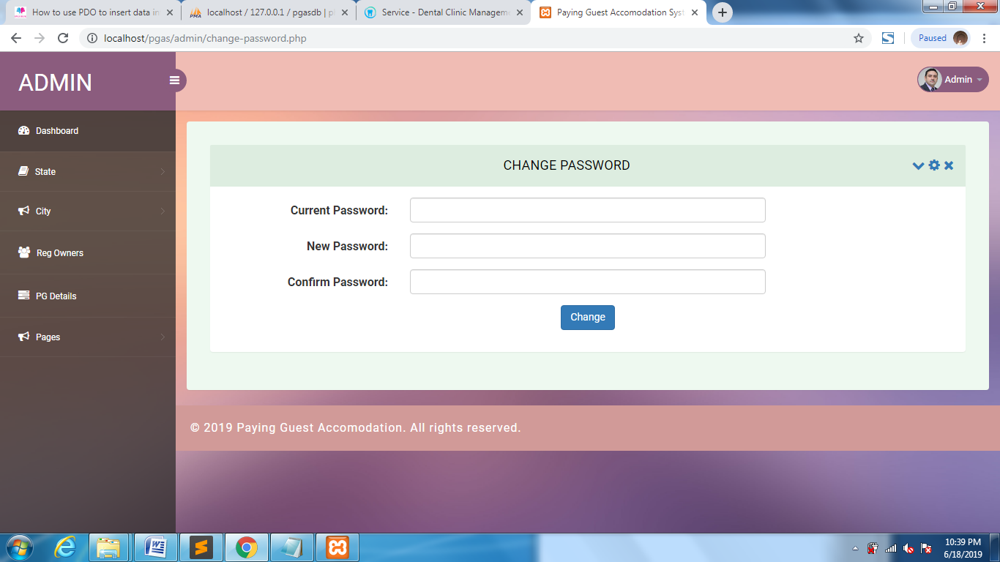 How to use PDO to insert data in
localhost / 127.0.0.1 / pgasdb | p
Service - Dental Clinic Managem
Paying Guest Accomodation Syst
Paused
localhost/pgas/admin/change-password.php
ADMIN
Admin
Dashboard
State
City
Reg Owners
PG Details
Pages
CHANGE PASSWORD
Current Password:
New Password:
Confirm Password:
Change
© 2019 Paying Guest Accomodation. All rights reserved.
10:39 PM
6/18/2019